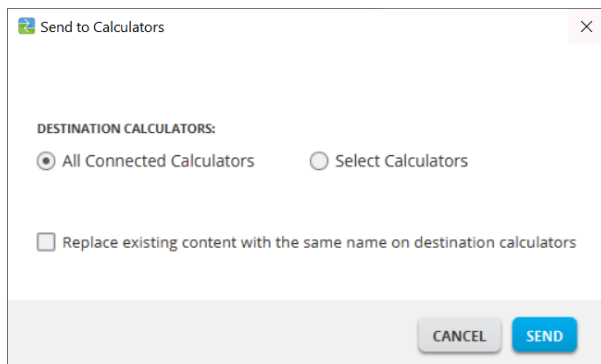 Send to Calculators
DESTINATION CALCULATORS:
All Connected Calculators
Select Calculators
Replace existing content with the same name on destination calculators
CANCEL
SEND